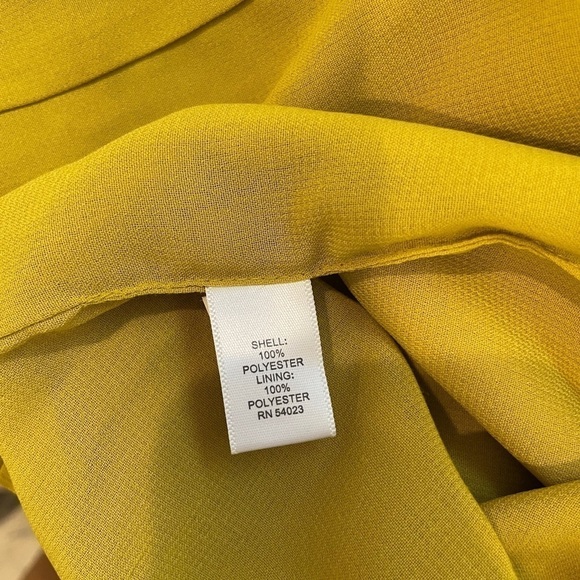 SHELL:
100%
POLYESTER
LINING:
100%
POLYESTER
RN 54023